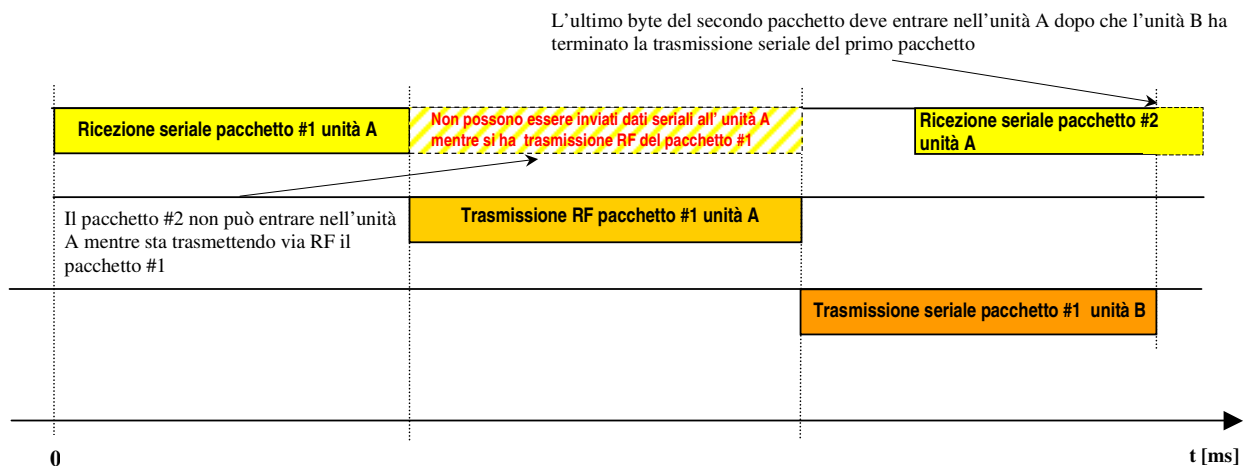 L'ultimo byte del secondo pacchetto deve entrare nell'unità A dopo che l'unità B ha
terminato la trasmissione seriale del primo pacchetto
Ricezione seriale pacchetto #1 unità A
Non possono essere inviati dati seriali all' unità A
mentre si ha trasmissione RF del pacchetto #1
Ricezione seriale pacchetto #2
unità A
Il pacchetto #2 non può entrare nell'unità
A mentre sta trasmettendo via RF il
pacchetto #1
Trasmissione RF pacchetto #1 unità A
Trasmissione seriale pacchetto #1 unità B
0
t [ms]